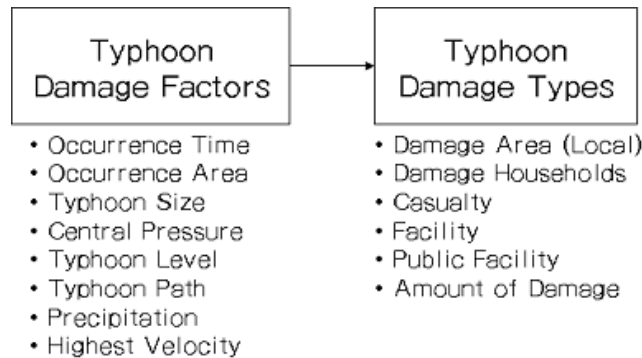 Typhoon
Damage Factors
• Occurrence Time
• Occurrence Area
• Typhoon Size
• Central Pressure
• Typhoon Level
• Typhoon Path
• Precipitation
• Highest Velocity
Typhoon
Damage Types
• Damage Area (Local)
• Damage Households
• Casualty
• Facility
• Public Facility
• Amount of Damage